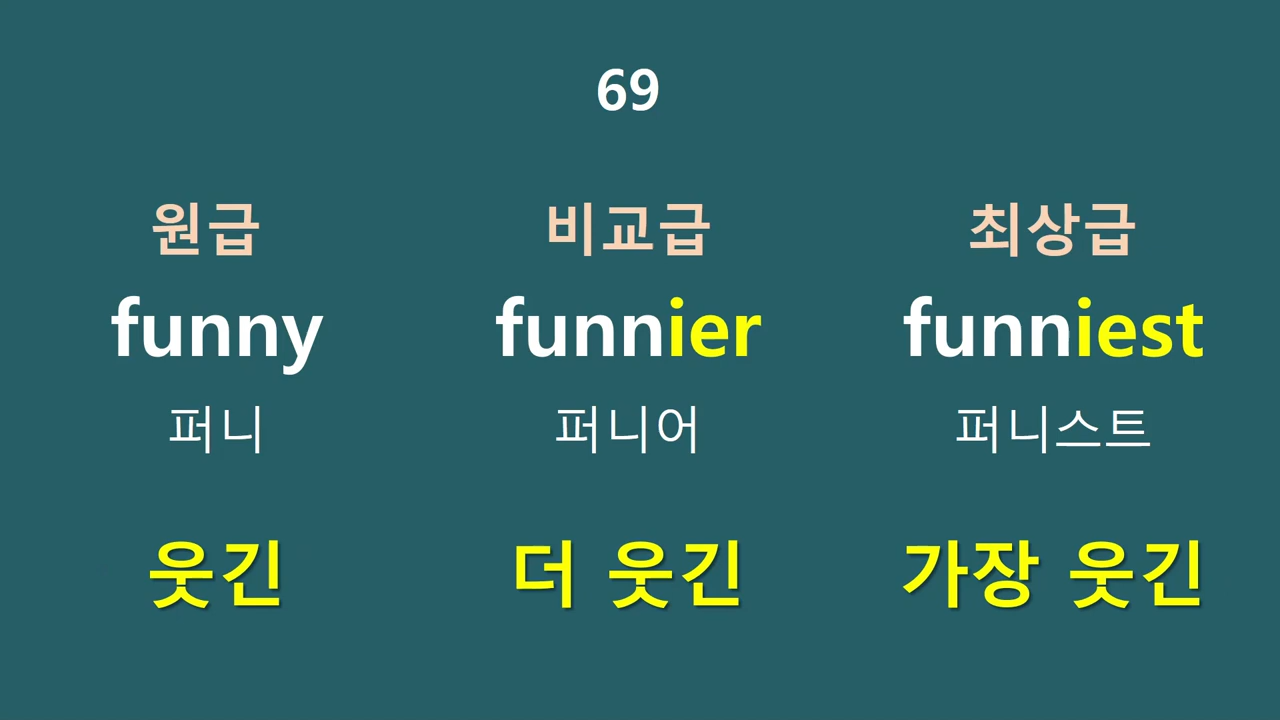 69
원급 비교급 최상급
funny funnier funniest
퍼니 퍼니어 퍼니스트
웃긴 더 웃긴 가장 웃긴